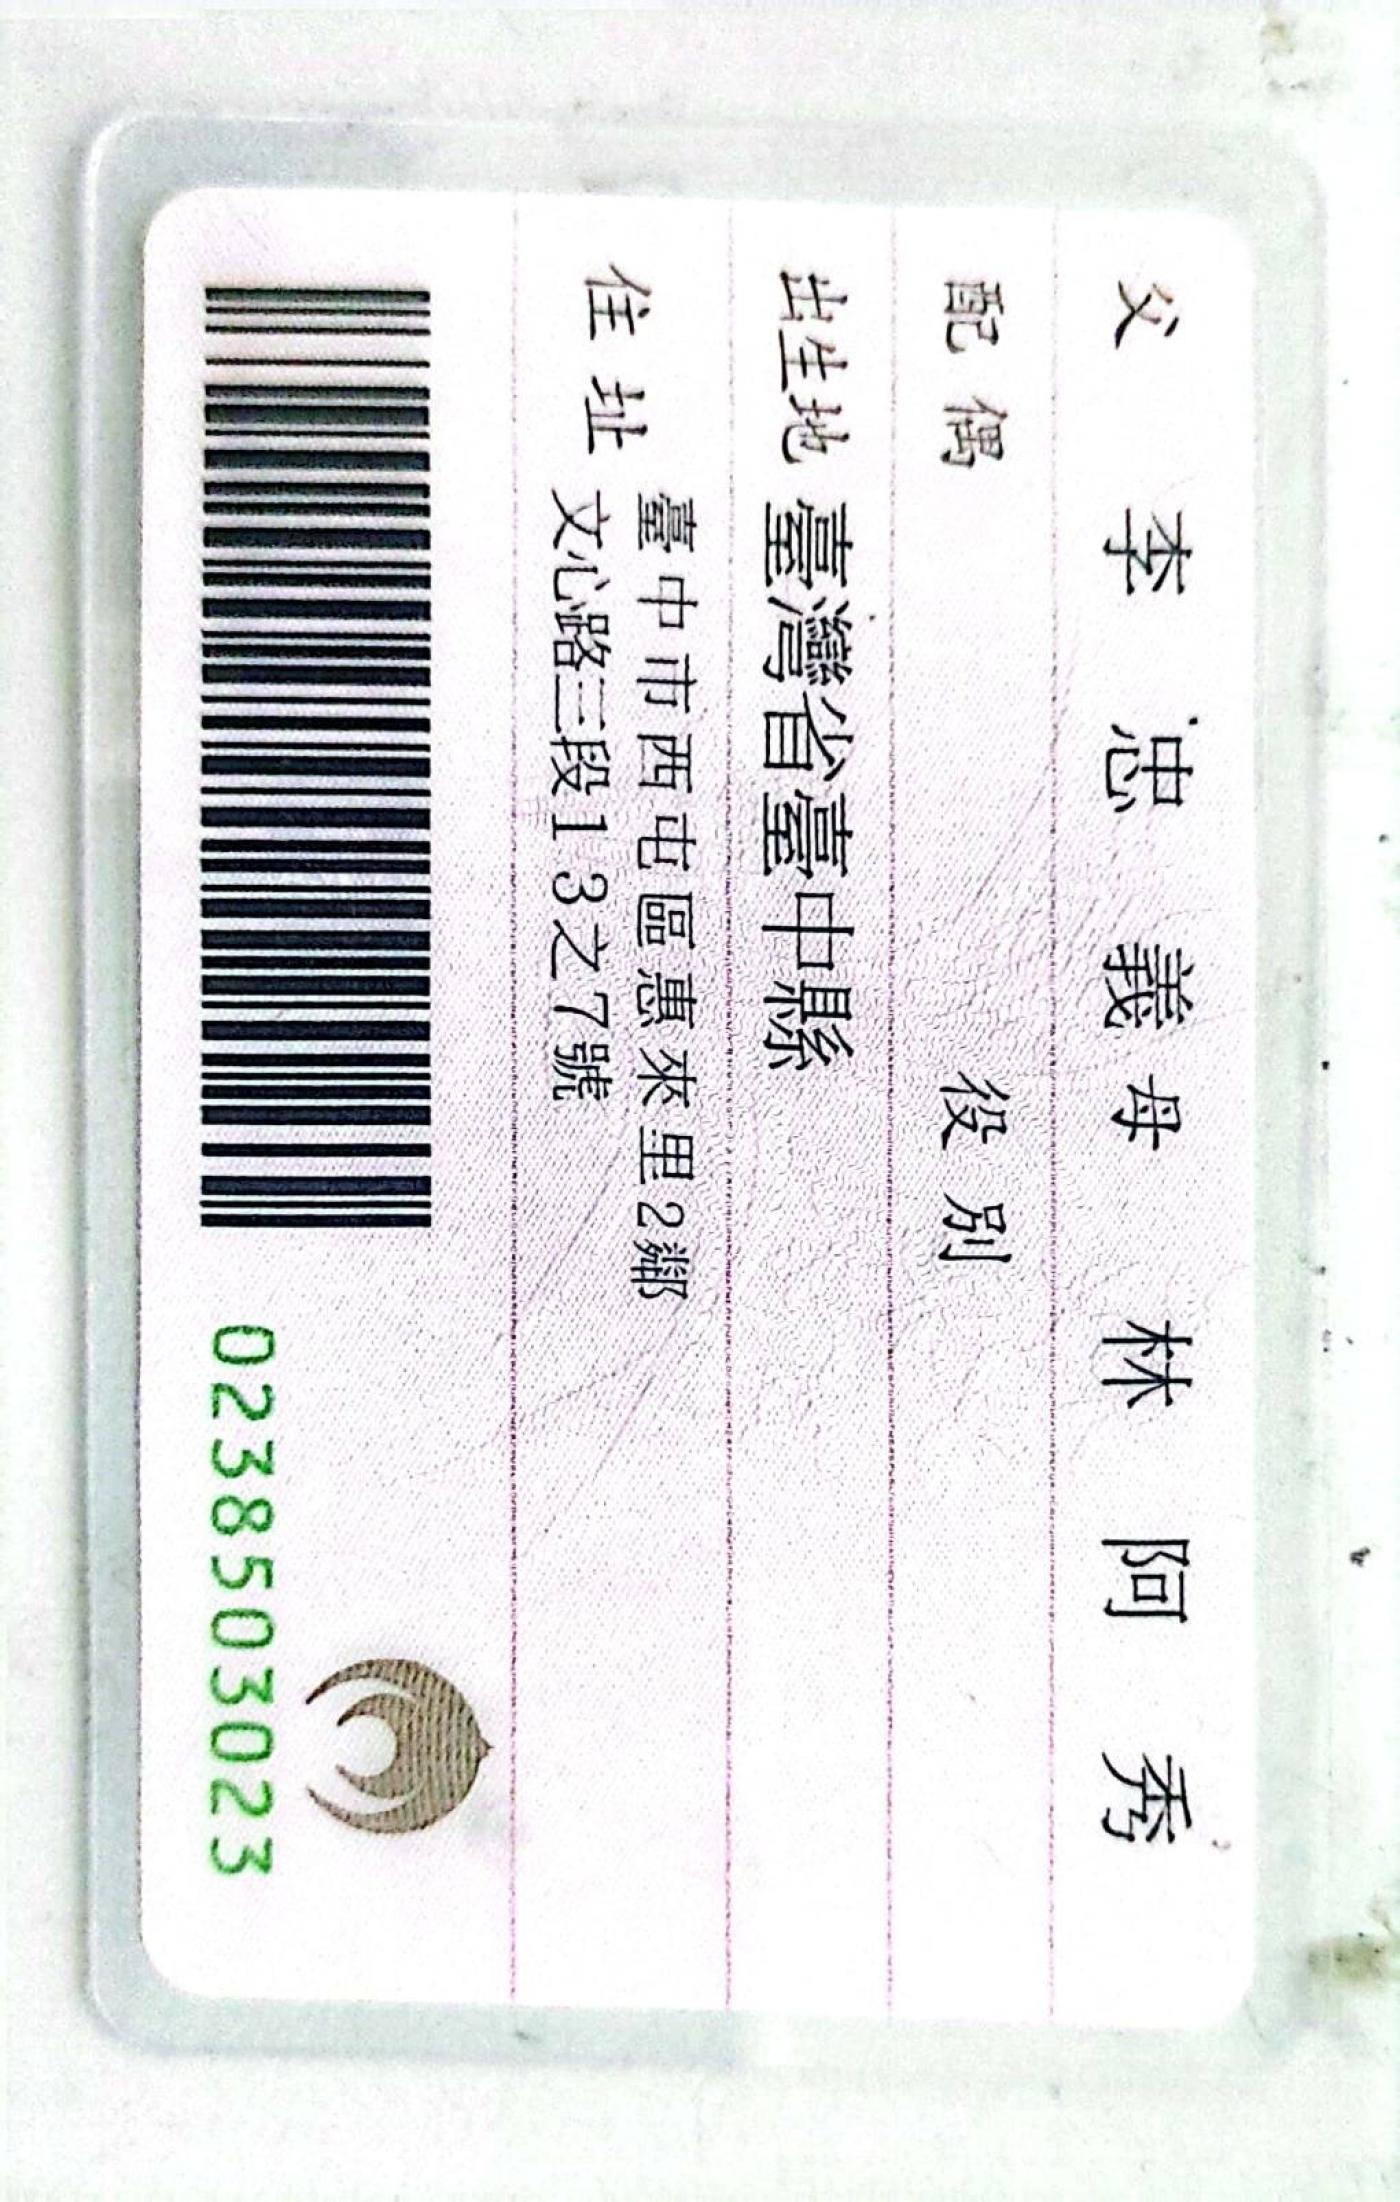 父 李忠義 母 林阿秀
配偶 役別
出生地 臺灣省臺中縣
住址 臺中市西屯區惠來里2鄰
文心路三段13之7號
0238503023